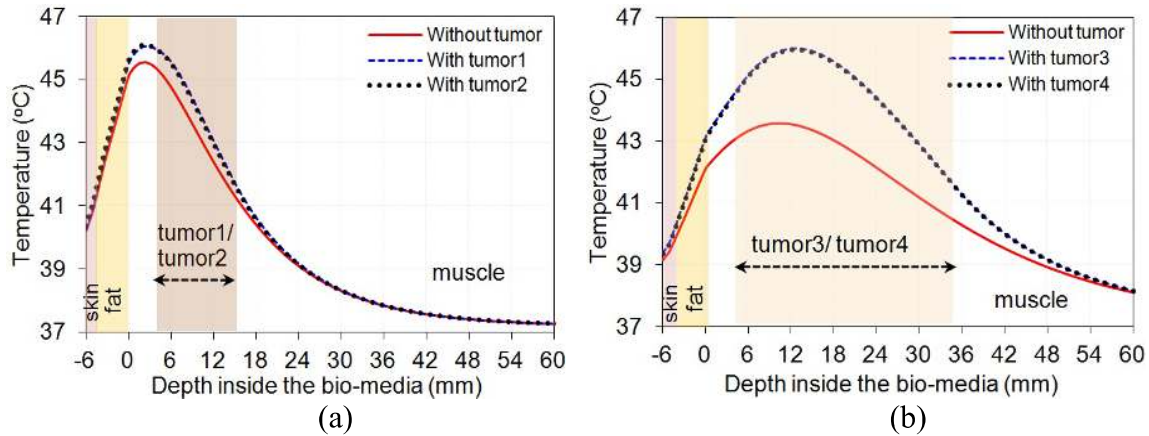 47
45
43
41
39
37
Temperature (ºC)
Without tumor
With tumor1
With tumor2
tumor1/
tumor2
skin
fat
muscle
-6 0 6 12 18 24 30 36 42 48 54 60
Depth inside the bio-media (mm)
(a)
47
45
43
41
39
37
Temperature (ºC)
Without tumor
With tumor3
With tumor4
tumor3/ tumor4
skin
fat
muscle
-6 0 6 12 18 24 30 36 42 48 54 60
Depth inside the bio-media (mm)
(b)